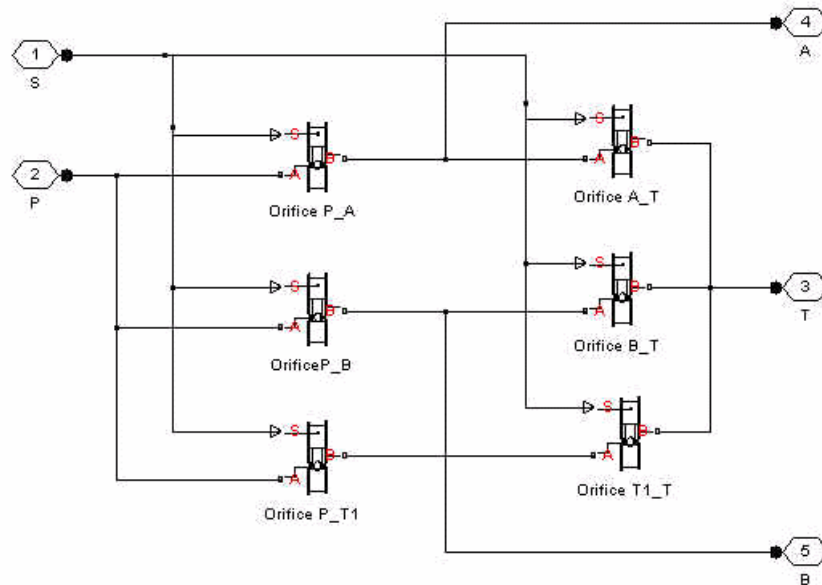 4
A
1
S
S
S
B
A
B
A
2
P
Orifice P_A
Orifice A_T
S
S
B
A
B
A
3
T
OrificeP_B
Orifice B_T
S
S
B
A
B
A
Orifice P_T1
Orifice T1_T
5
B